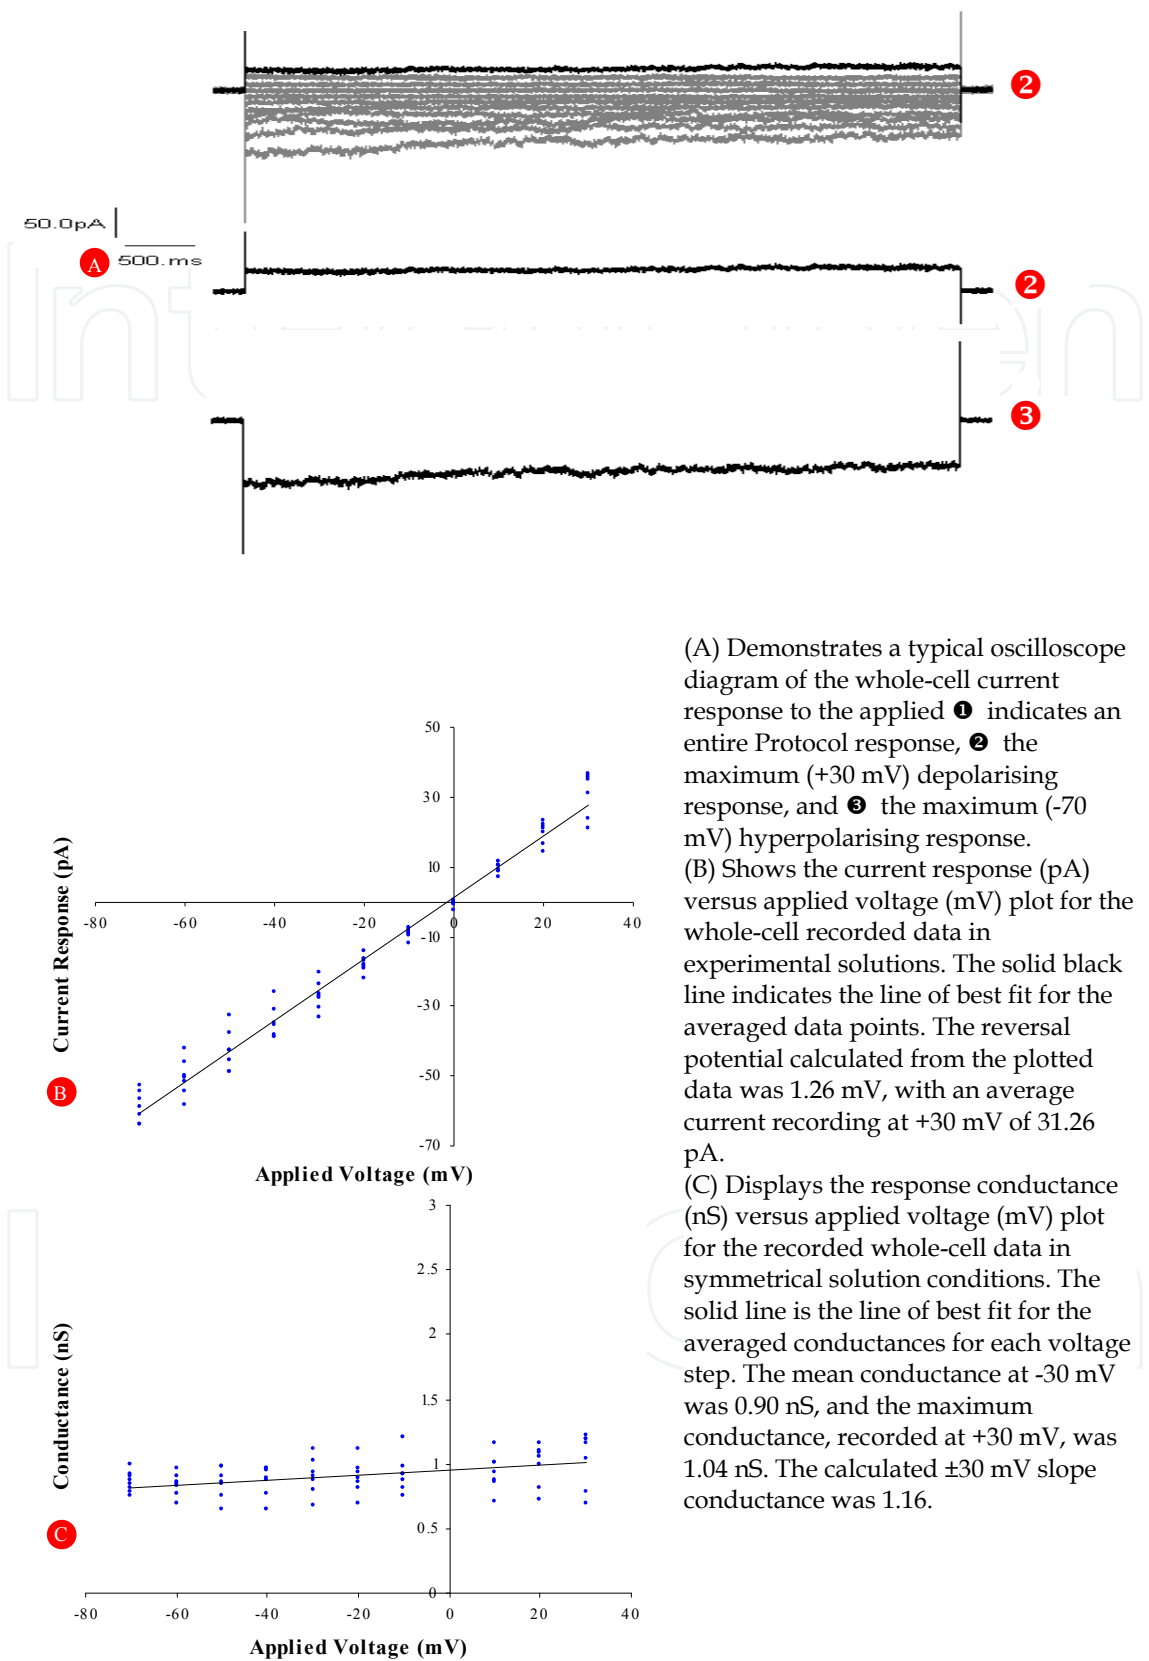 ❷
50.0pA
A 500.ms
❷
❸
(A) Demonstrates a typical oscilloscope
diagram of the whole-cell current
response to the applied ❶ indicates an
entire Protocol response, ❷ the
maximum (+30 mV) depolarising
response, and ❸ the maximum (-70
mV) hyperpolarising response.
(B) Shows the current response (pA)
versus applied voltage (mV) plot for the
whole-cell recorded data in
experimental solutions. The solid black
line indicates the line of best fit for the
averaged data points. The reversal
potential calculated from the plotted
data was 1.26 mV, with an average
current recording at +30 mV of 31.26
pA.
(C) Displays the response conductance
(nS) versus applied voltage (mV) plot
for the recorded whole-cell data in
symmetrical solution conditions. The
solid line is the line of best fit for the
averaged conductances for each voltage
step. The mean conductance at -30 mV
was 0.90 nS, and the maximum
conductance, recorded at +30 mV, was
1.04 nS. The calculated ±30 mV slope
conductance was 1.16.
50
30
10
-80 -60 -40 -20 0 20 40
-10
-30
-50
-70
Current Response (pA)
B
Applied Voltage (mV)
3
2.5
2
1.5
1
0.5
0
-80 -60 -40 -20 0 20 40
Conductance (nS)
C
Applied Voltage (mV)